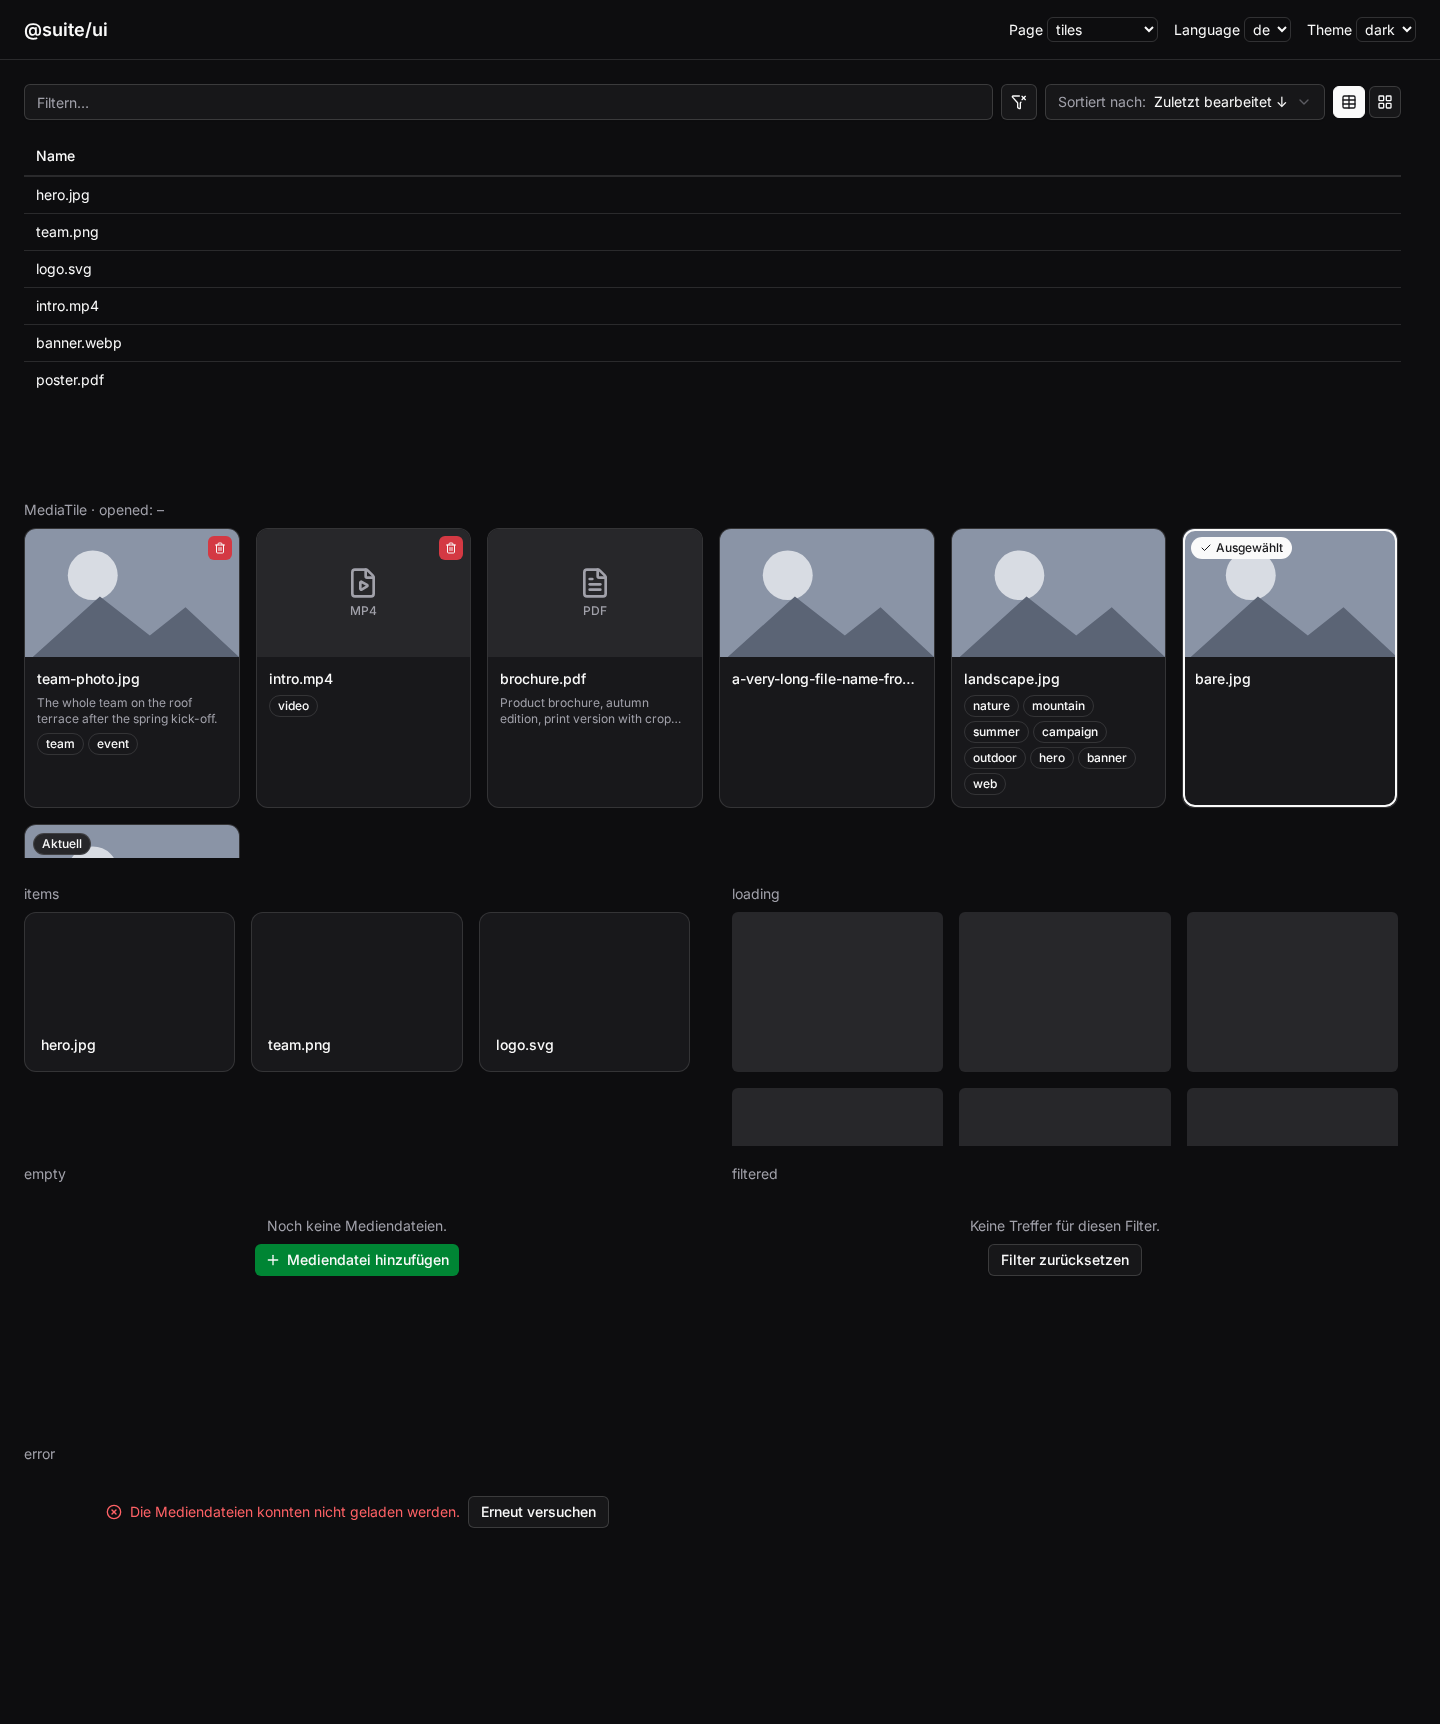 @suite/ui
Page tiles Language de Theme dark
Filtern...
Sortiert nach: Zuletzt bearbeitet ↓
Name
hero.jpg
team.png
logo.svg
intro.mp4
banner.webp
poster.pdf
MediaTile · opened: –
team-photo.jpg
The whole team on the roof
terrace after the spring kick-off.
team event
MP4
intro.mp4
video
PDF
brochure.pdf
Product brochure, autumn
edition, print version with crop...
a-very-long-file-name-fro...
landscape.jpg
nature mountain
summer campaign
outdoor hero banner
web
Ausgewählt
bare.jpg
Aktuell
items
hero.jpg
team.png
logo.svg
loading
empty
Noch keine Mediendateien.
Mediendatei hinzufügen
filtered
Keine Treffer für diesen Filter.
Filter zurücksetzen
error
Die Mediendateien konnten nicht geladen werden.
Erneut versuchen